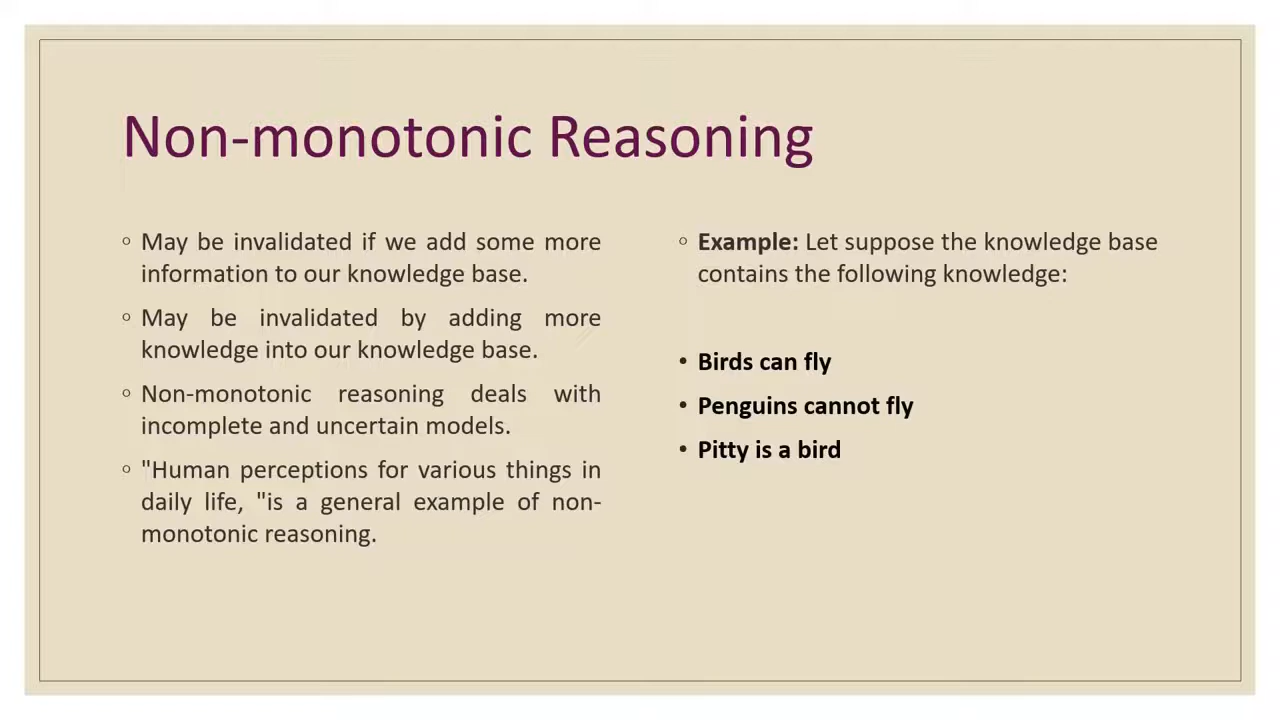 Non-monotonic Reasoning
◦ May be invalidated if we add some more
information to our knowledge base.
◦ May be invalidated by adding more
knowledge into our knowledge base.
◦ Non-monotonic reasoning deals with
incomplete and uncertain models.
◦ "Human perceptions for various things in
daily life, "is a general example of non-
monotonic reasoning.
◦ Example: Let suppose the knowledge base
contains the following knowledge:
• Birds can fly
• Penguins cannot fly
• Pitty is a bird